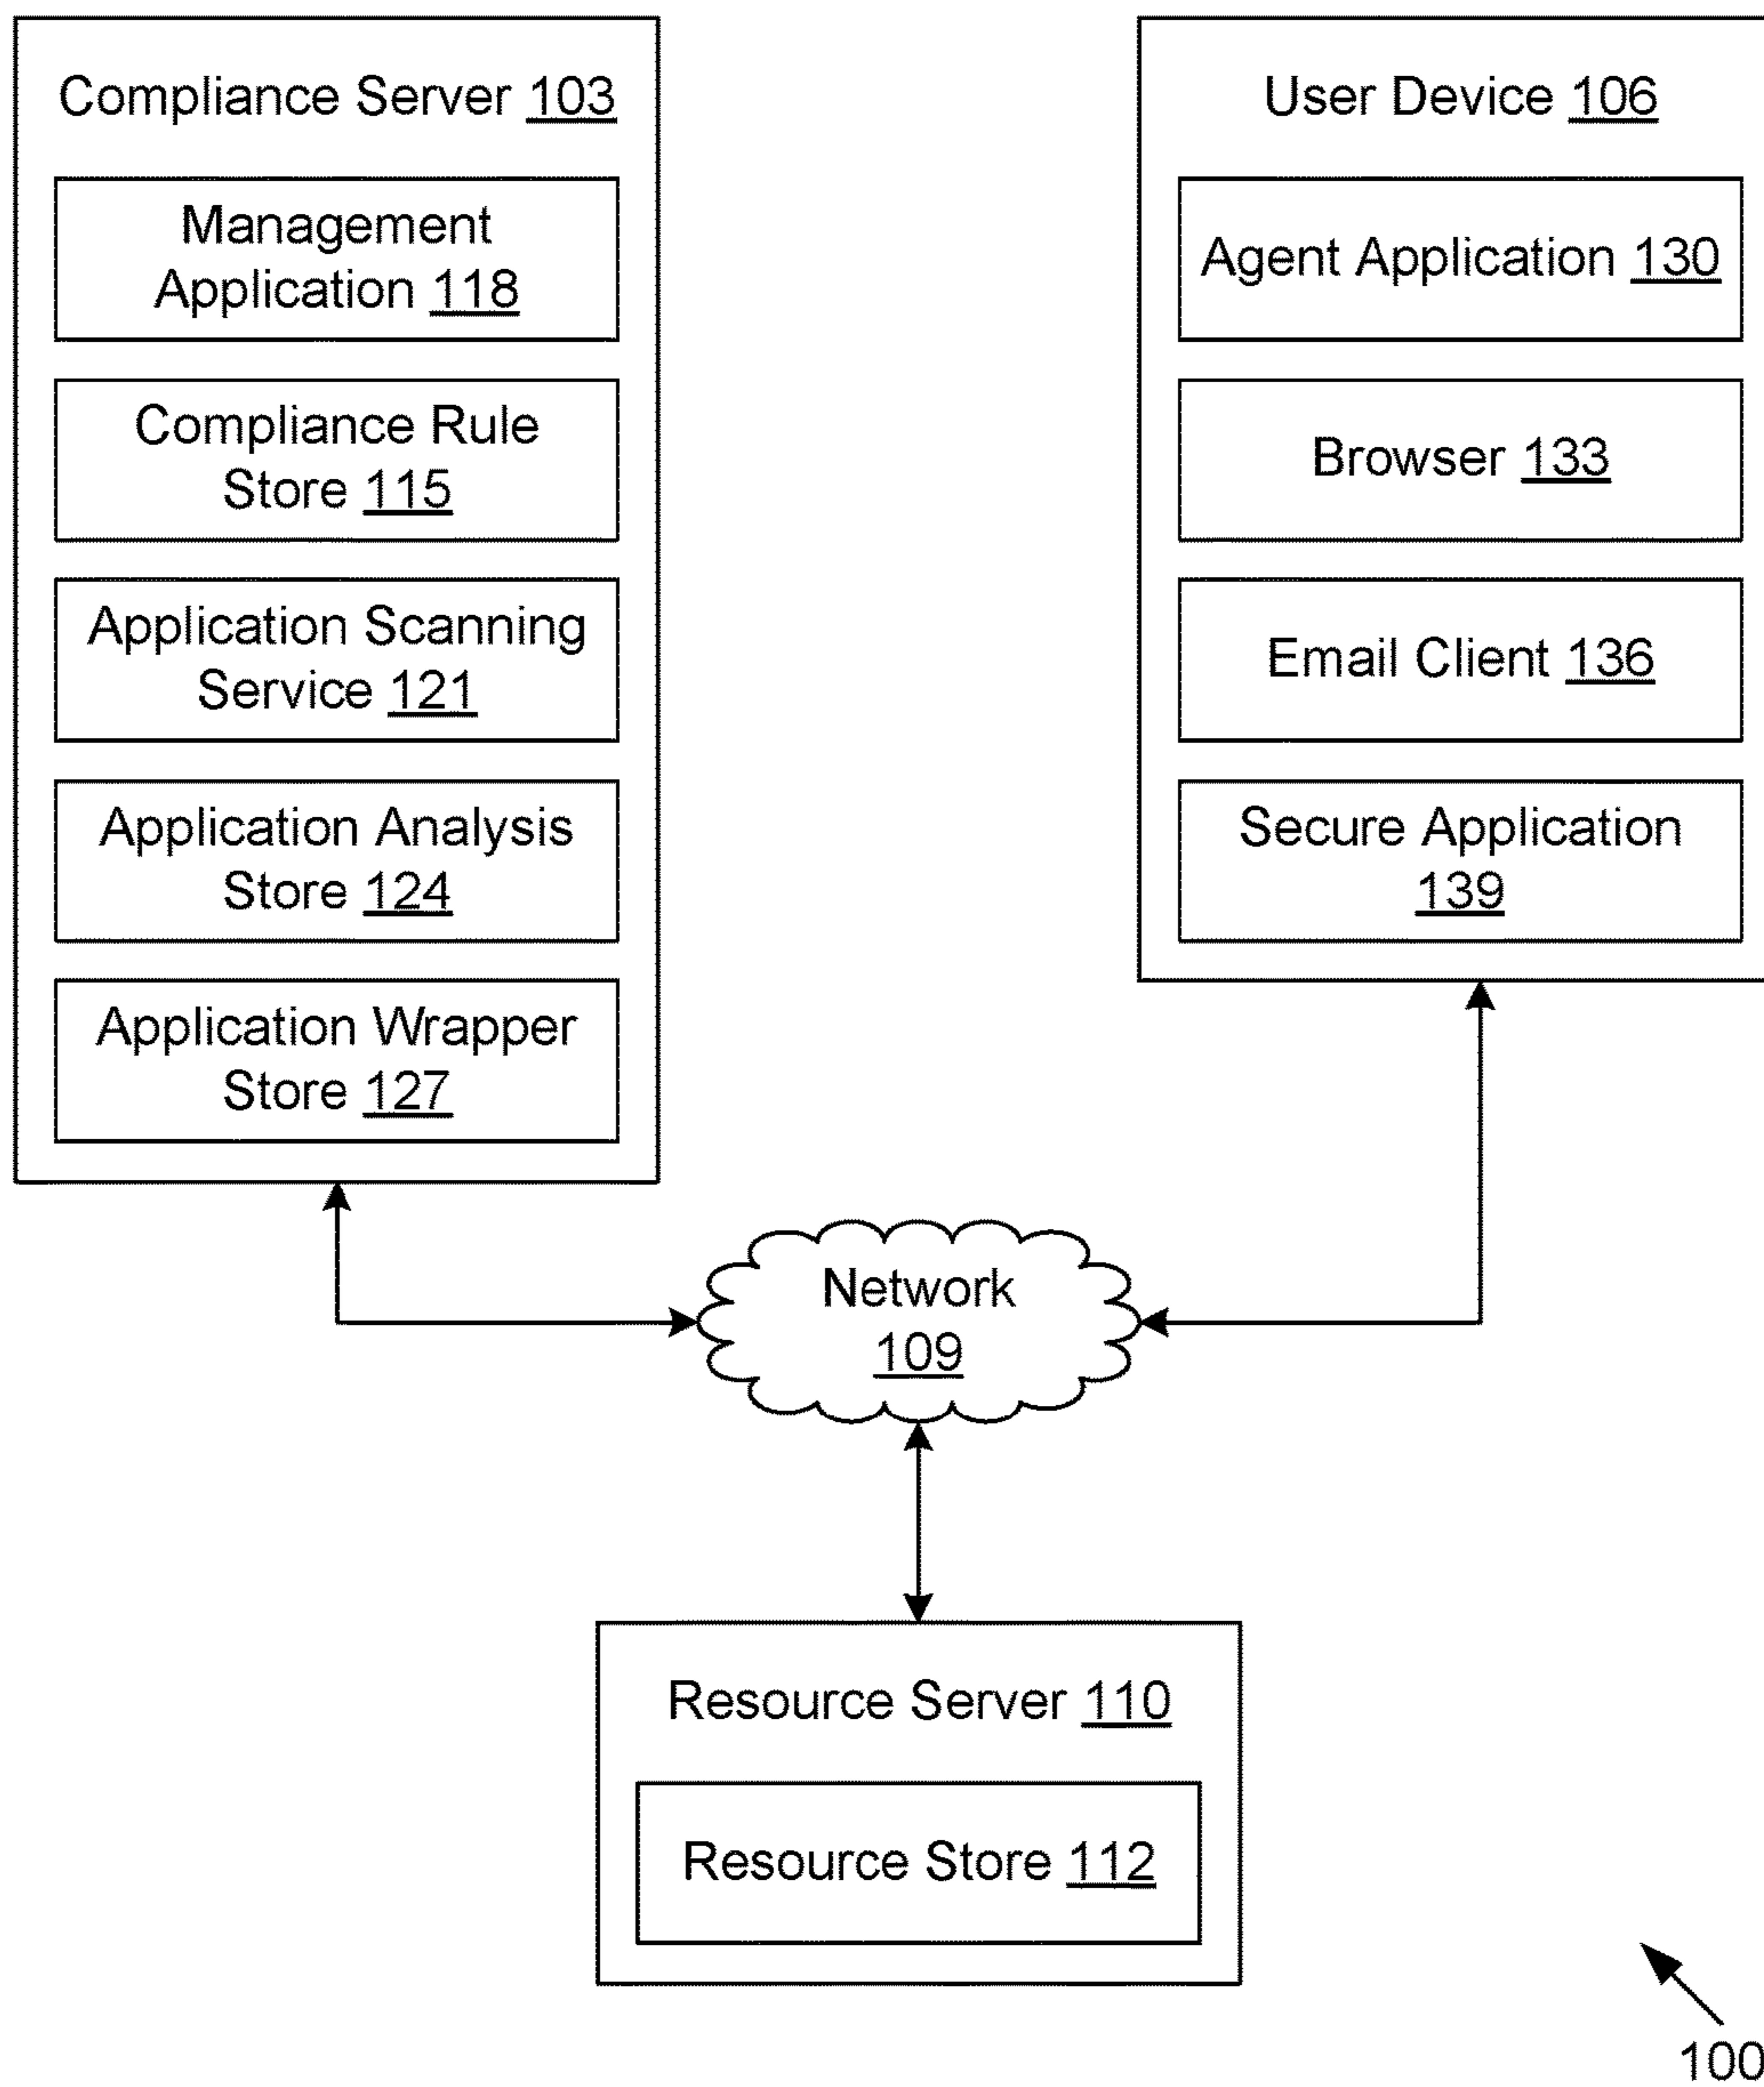 Compliance Server 103
Management
Application 118
Compliance Rule
Store 115
Application Scanning
Service 121
Application Analysis
Store 124
Application Wrapper
Store 127
User Device 106
Agent Application 130
Browser 133
Email Client 136
Secure Application
139
Network
109
Resource Server 110
Resource Store 112
100